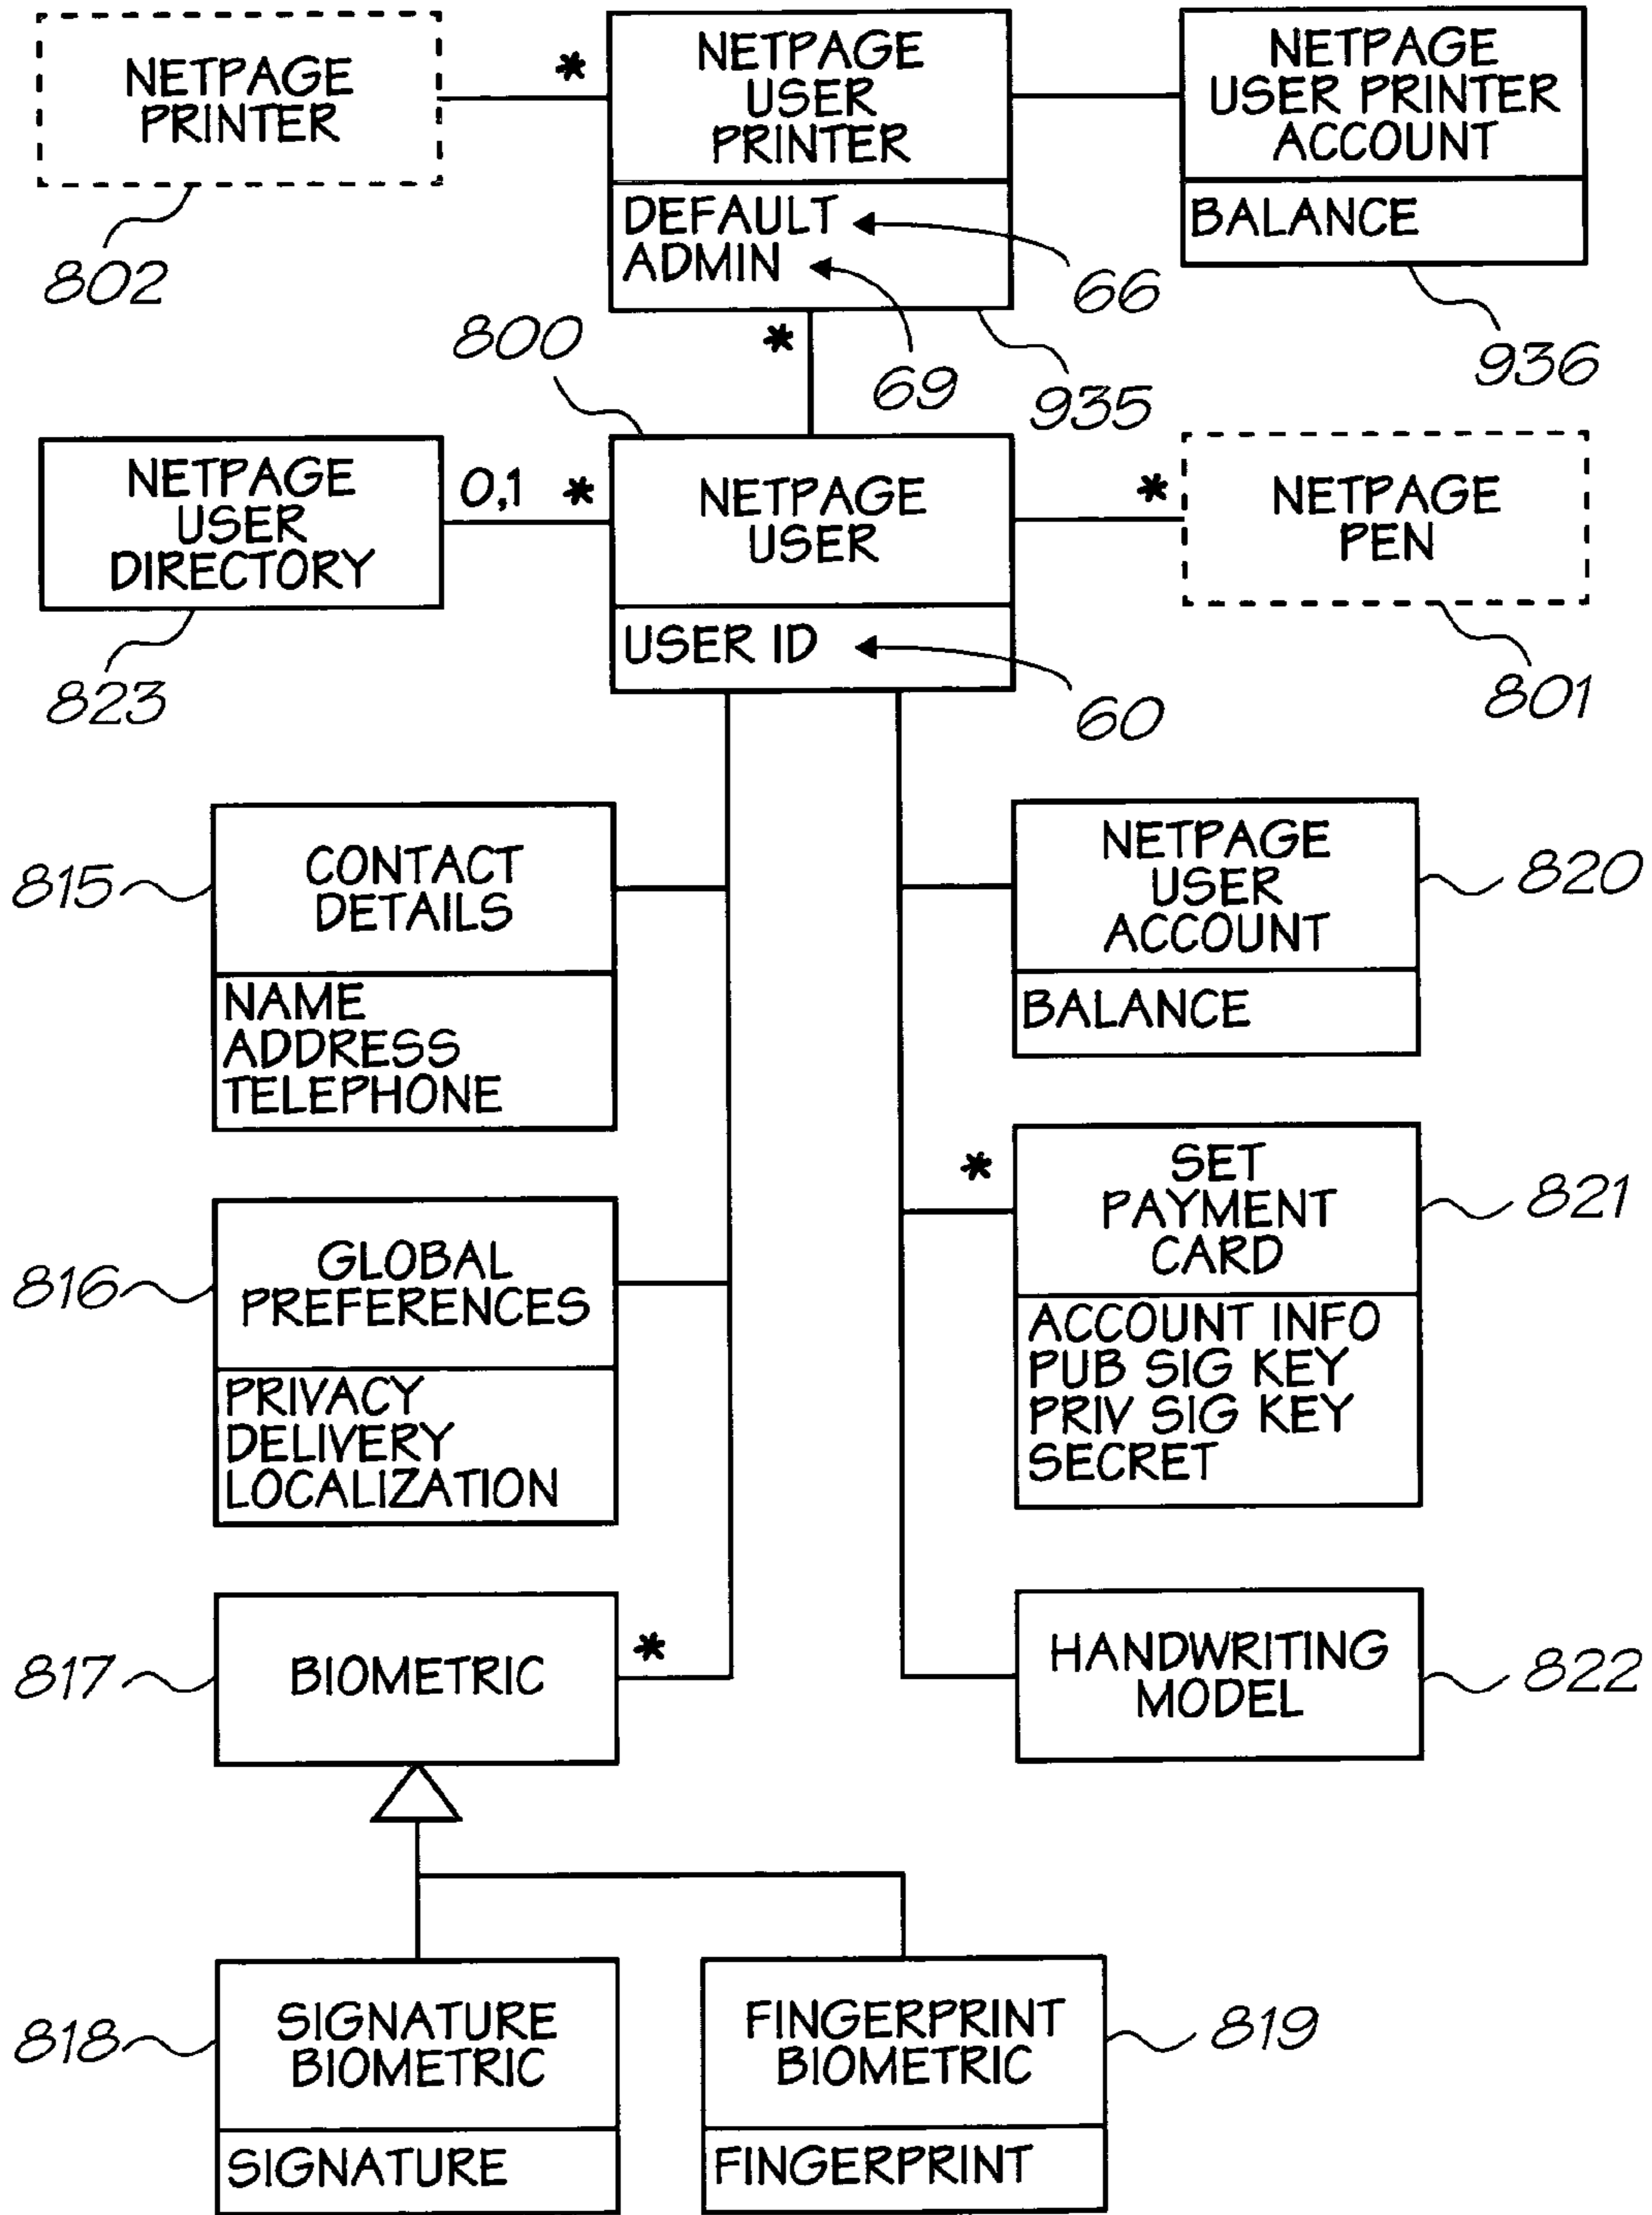 NETPAGE
PRINTER
802
*
NETPAGE
USER
PRINTER
DEFAULT
ADMIN
66
69
935
NETPAGE
USER PRINTER
ACCOUNT
BALANCE
936
*
800
NETPAGE
USER
DIRECTORY
823
0,1 *
NETPAGE
USER
USER ID
60
*
NETPAGE
PEN
801
815
CONTACT
DETAILS
NAME
ADDRESS
TELEPHONE
NETPAGE
USER
ACCOUNT
BALANCE
820
816
GLOBAL
PREFERENCES
PRIVACY
DELIVERY
LOCALIZATION
*
SET
PAYMENT
CARD
ACCOUNT INFO
PUB SIG KEY
PRIV SIG KEY
SECRET
821
817
BIOMETRIC
*
HANDWRITING
MODEL
822
818
SIGNATURE
BIOMETRIC
SIGNATURE
FINGERPRINT
BIOMETRIC
FINGERPRINT
819